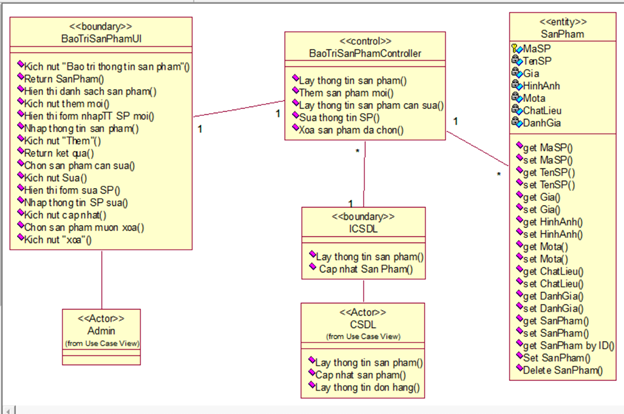 <<boundary>>
BaoTriSanPhamUI
Kich nut "Bao tri thong tin san pham"()
Return SanPham()
Hien thi danh sach san pham()
Kich nut them moi()
Hien thi form nhapTT SP moi()
Nhap thong tin san pham()
Kich nut "Them"()
Return ket qua()
Chon san pham can sua()
Kich nut Sua()
Hien thi form sua SP()
Nhap thong tin SP sua()
Kich nut cap nhat()
Chon san pham muon xoa()
Kich nut "xoa"()
<<Actor>>
Admin
(from Use Case View)
1
1
<<control>>
BaoTriSanPhamController
Lay thong tin san pham()
Them san pham moi()
Lay thong tin san pham can sua()
Sua thong tin SP()
Xoa san pham da chon()
*
1
<<boundary>>
ICSDL
Lay thong tin san pham()
Cap nhat San Pham()
<<Actor>>
CSDL
(from Use Case View)
Lay thong tin san pham()
Cap nhat san pham()
Lay thong tin don hang()
1
*
<<entity>>
SanPham
MaSP
TenSP
Gia
HinhAnh
Mota
ChatLieu
DanhGia
get MaSP()
set MaSP()
get TenSP()
set TenSP()
get Gia()
set Gia()
get HinhAnh()
set HinhAnh()
get Mota()
set Mota()
get ChatLieu()
set ChatLieu()
get DanhGia()
set DanhGia()
get SanPham()
set SanPham()
get SanPham by ID()
Set SanPham()
Delete SanPham()